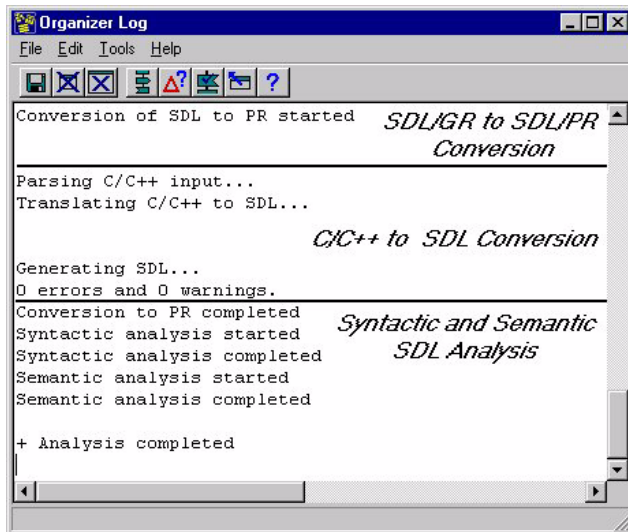 Organizer Log
File Edit Tools Help
Conversion of SDL to PR started
SDL/GR to SDL/PR
Conversion
Parsing C/C++ input...
Translating C/C++ to SDL...
C/C++ to SDL Conversion
Generating SDL...
0 errors and 0 warnings.
Conversion to PR completed
Syntactic analysis started
Syntactic and Semantic
SDL Analysis
Syntactic analysis completed
Semantic analysis started
Semantic analysis completed
+ Analysis completed